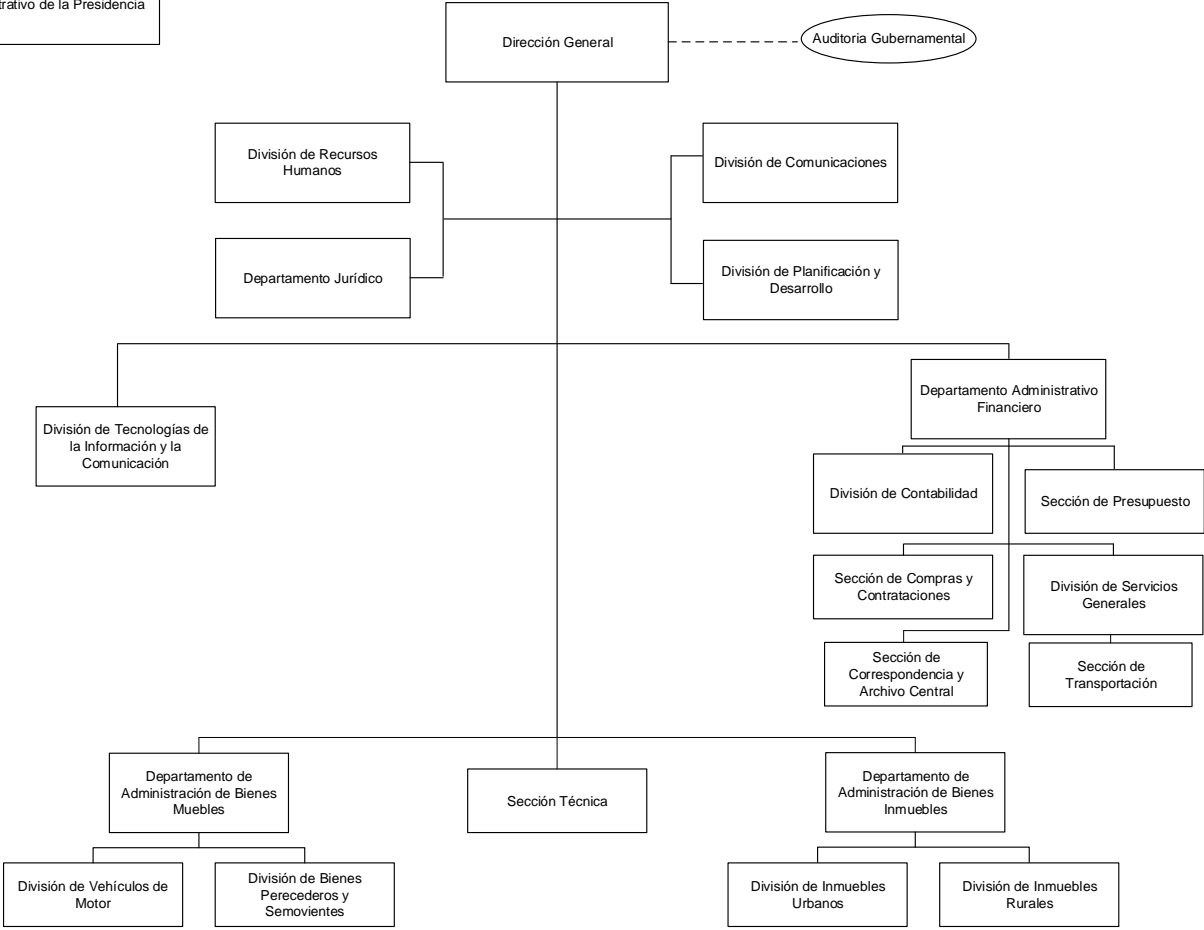 de la Presidencia
Dirección General
Auditoria Gubernamental
División de Recursos
Humanos
División de Comunicaciones
Departamento Jurídico
División de Planificación y
Desarrollo
Departamento Administrativo
Financiero
División de Tecnologías de
la Información y la
Comunicación
División de Contabilidad
Sección de Presupuesto
Sección de Compras y
Contrataciones
División de Servicios
Generales
Sección de
Correspondencia y
Archivo Central
Sección de
Transportación
Departamento de
Administración de Bienes
Muebles
Sección Técnica
Departamento de
Administración de Bienes
Inmuebles
División de Vehículos de
Motor
División de Bienes
Perecederos y
Semovientes
División de Inmuebles
Urbanos
División de Inmuebles
Rurales